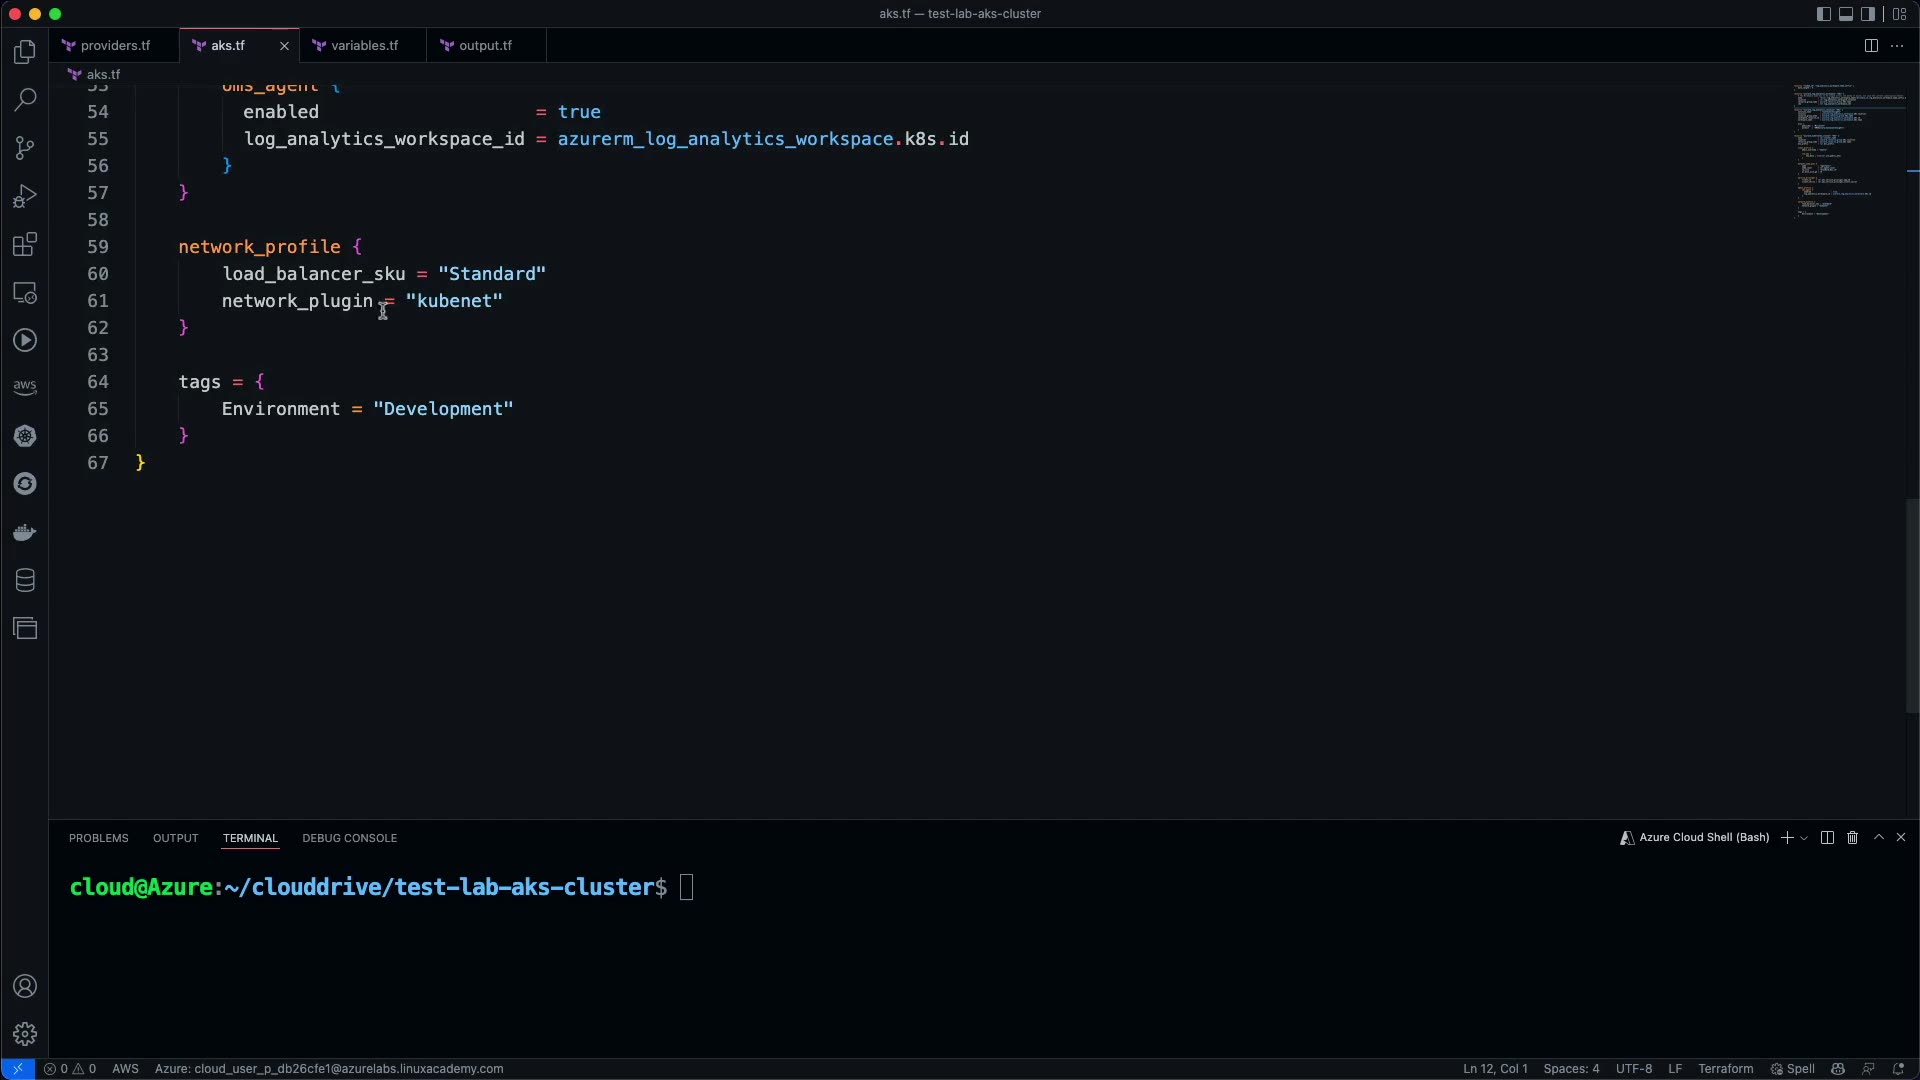 aks.tf — test-lab-aks-cluster
providers.tf
aks.tf
variables.tf
output.tf
aks.tf
53 oms_agent {
54 enabled = true
55 log_analytics_workspace_id = azurerm_log_analytics_workspace.k8s.id
56 }
57 }
58
59 network_profile {
60 load_balancer_sku = "Standard"
61 network_plugin = "kubenet"
62 }
63
64 tags = {
65 Environment = "Development"
66 }
67 }
aws
PROBLEMS OUTPUT TERMINAL DEBUG CONSOLE
Azure Cloud Shell (Bash)
cloud@Azure:~/clouddrive/test-lab-aks-cluster$
0 0 AWS Azure: cloud_user_p_db26cfe1@azurelabs.linuxacademy.com
Ln 12, Col 1 Spaces: 4 UTF-8 LF Terraform Spell